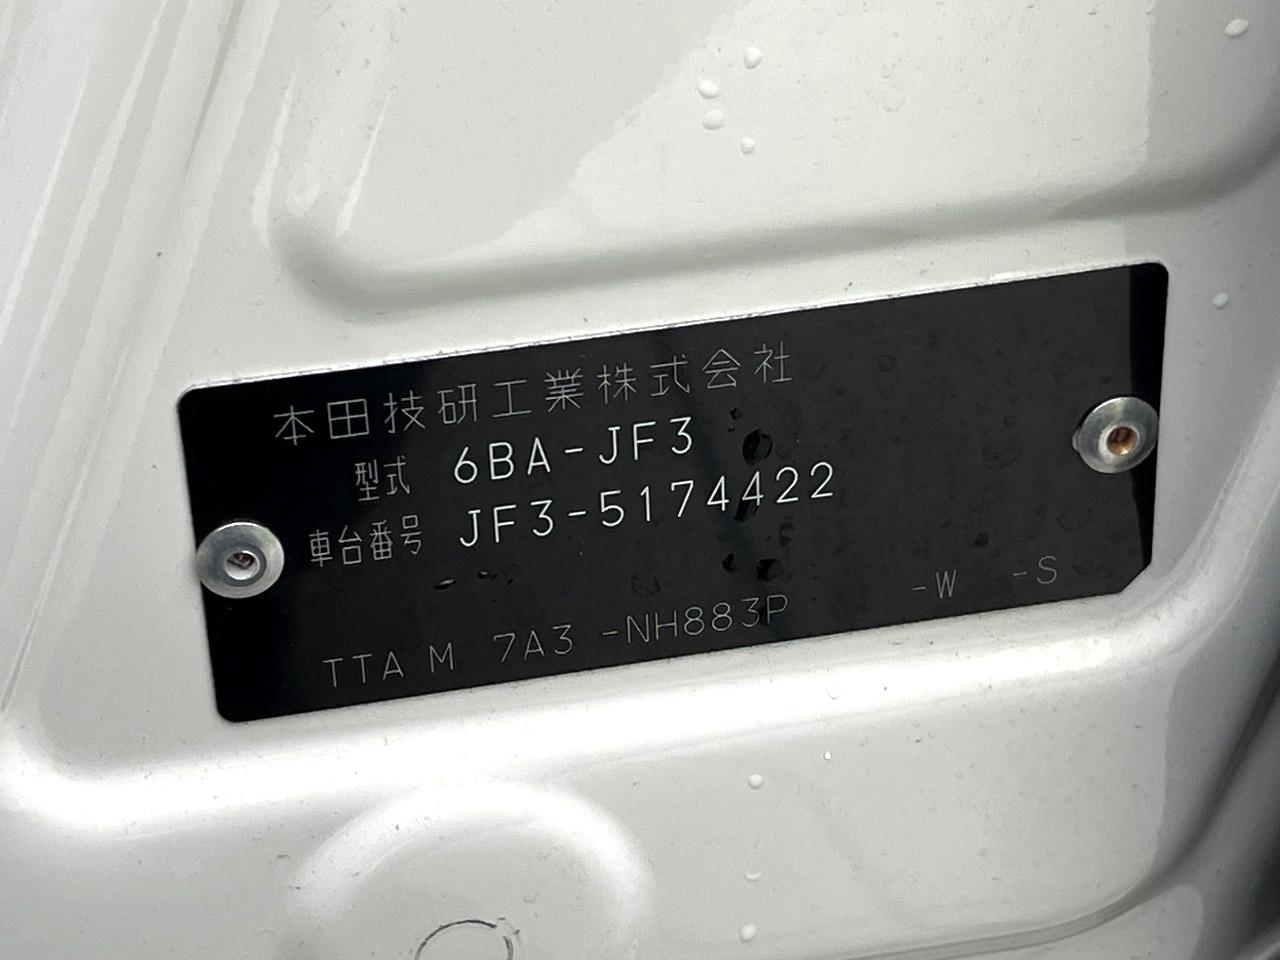 本田技研工業株式会社
型式 6BA-JF3
車台番号 JF3-5174422
TTA M 7A3 -NH883P -W -S